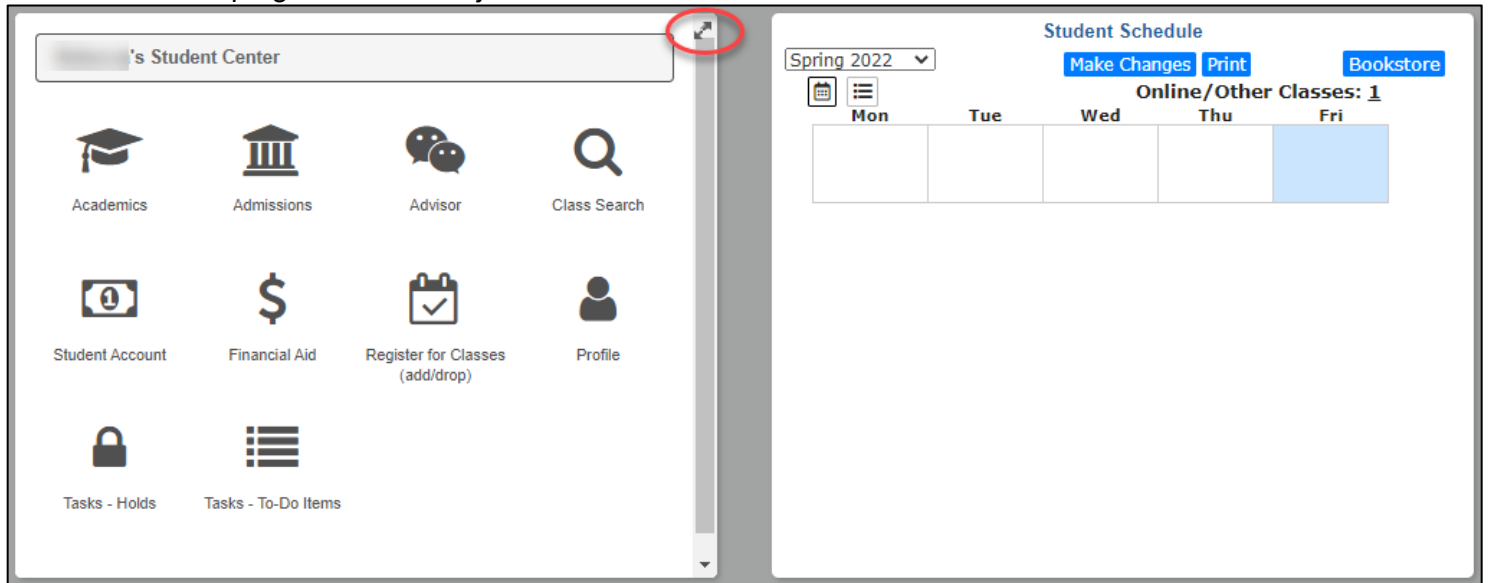 's Student Center
Academics
Admissions
Advisor
Class Search
Student Account
Financial Aid
Register for Classes
(add/drop)
Profile
Tasks - Holds
Tasks - To-Do Items
Student Schedule
Spring 2022
Make Changes Print Bookstore
Online/Other Classes: 1
Mon Tue Wed Thu Fri